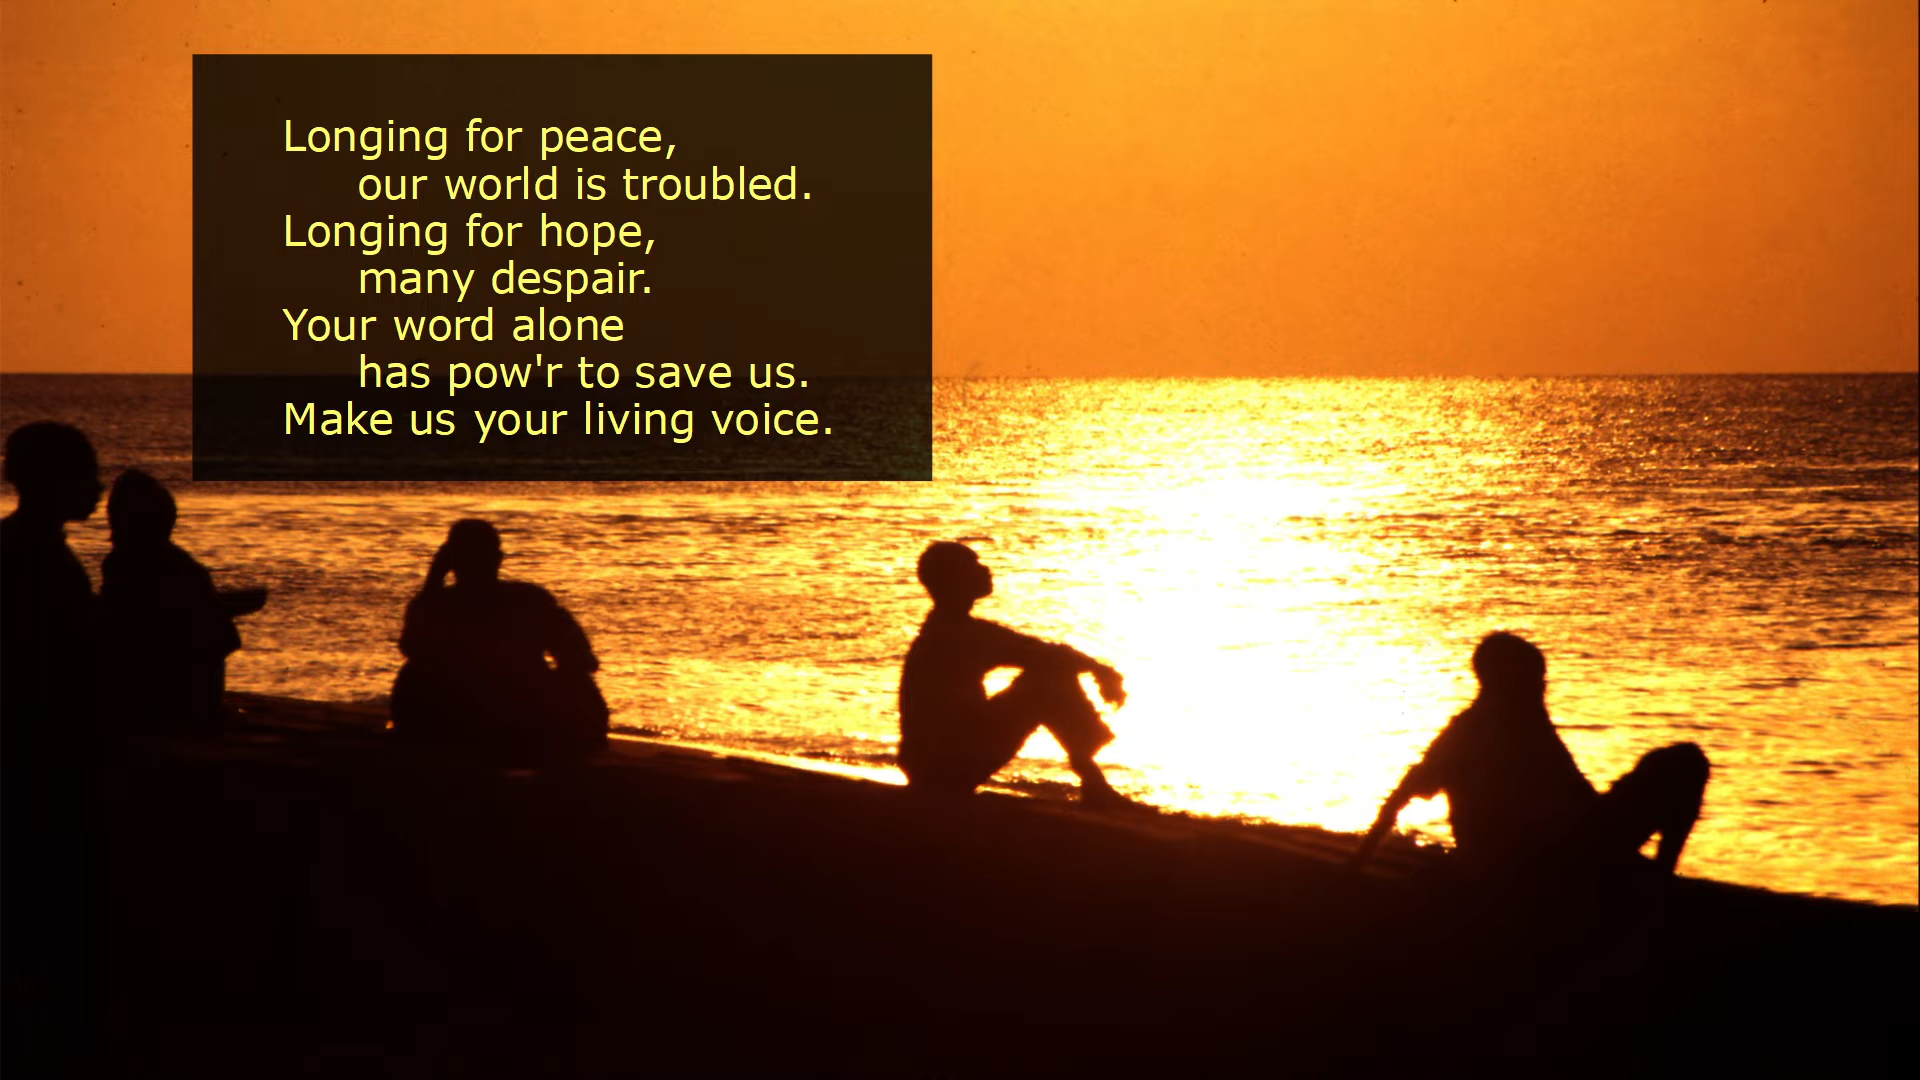 Longing for peace,
our world is troubled.
Longing for hope,
many despair.
Your word alone
has pow'r to save us.
Make us your living voice.